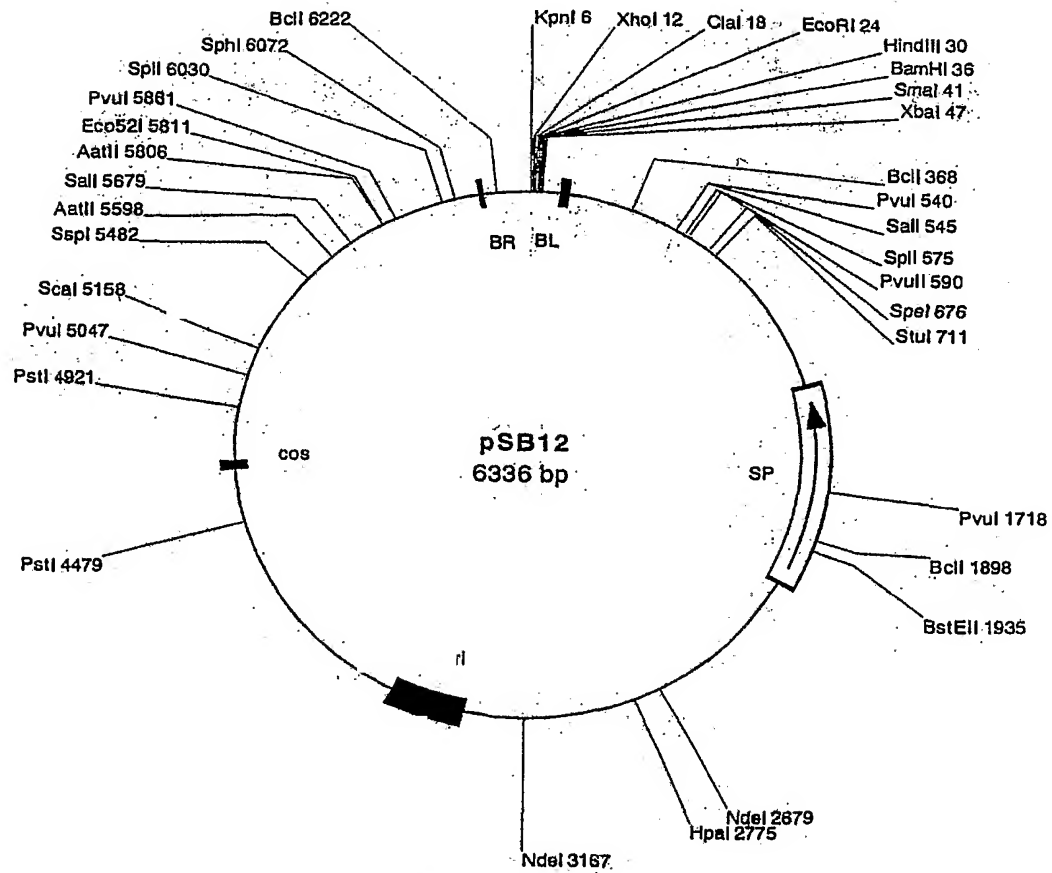 BclI 6222
SphI 6072
SplI 6030
PvuI 5861
Eco52I 5811
AatII 5806
SalI 5679
AatII 5598
SspI 5482
ScaI 5158
PvuI 5047
PstI 4921
PstI 4479
KpnI 6
XhoI 12
ClaI 18
EcoRI 24
HindIII 30
BamHI 36
SmaI 41
XbaI 47
BclI 368
PvuI 540
SalI 545
SplI 575
PvuII 590
SpeI 676
StuI 711
BR
BL
pSB12
6336 bp
cos
SP
PvuI 1718
BclI 1898
BstEII 1935
ri
NdeI 2679
HpaI 2775
NdeI 3167